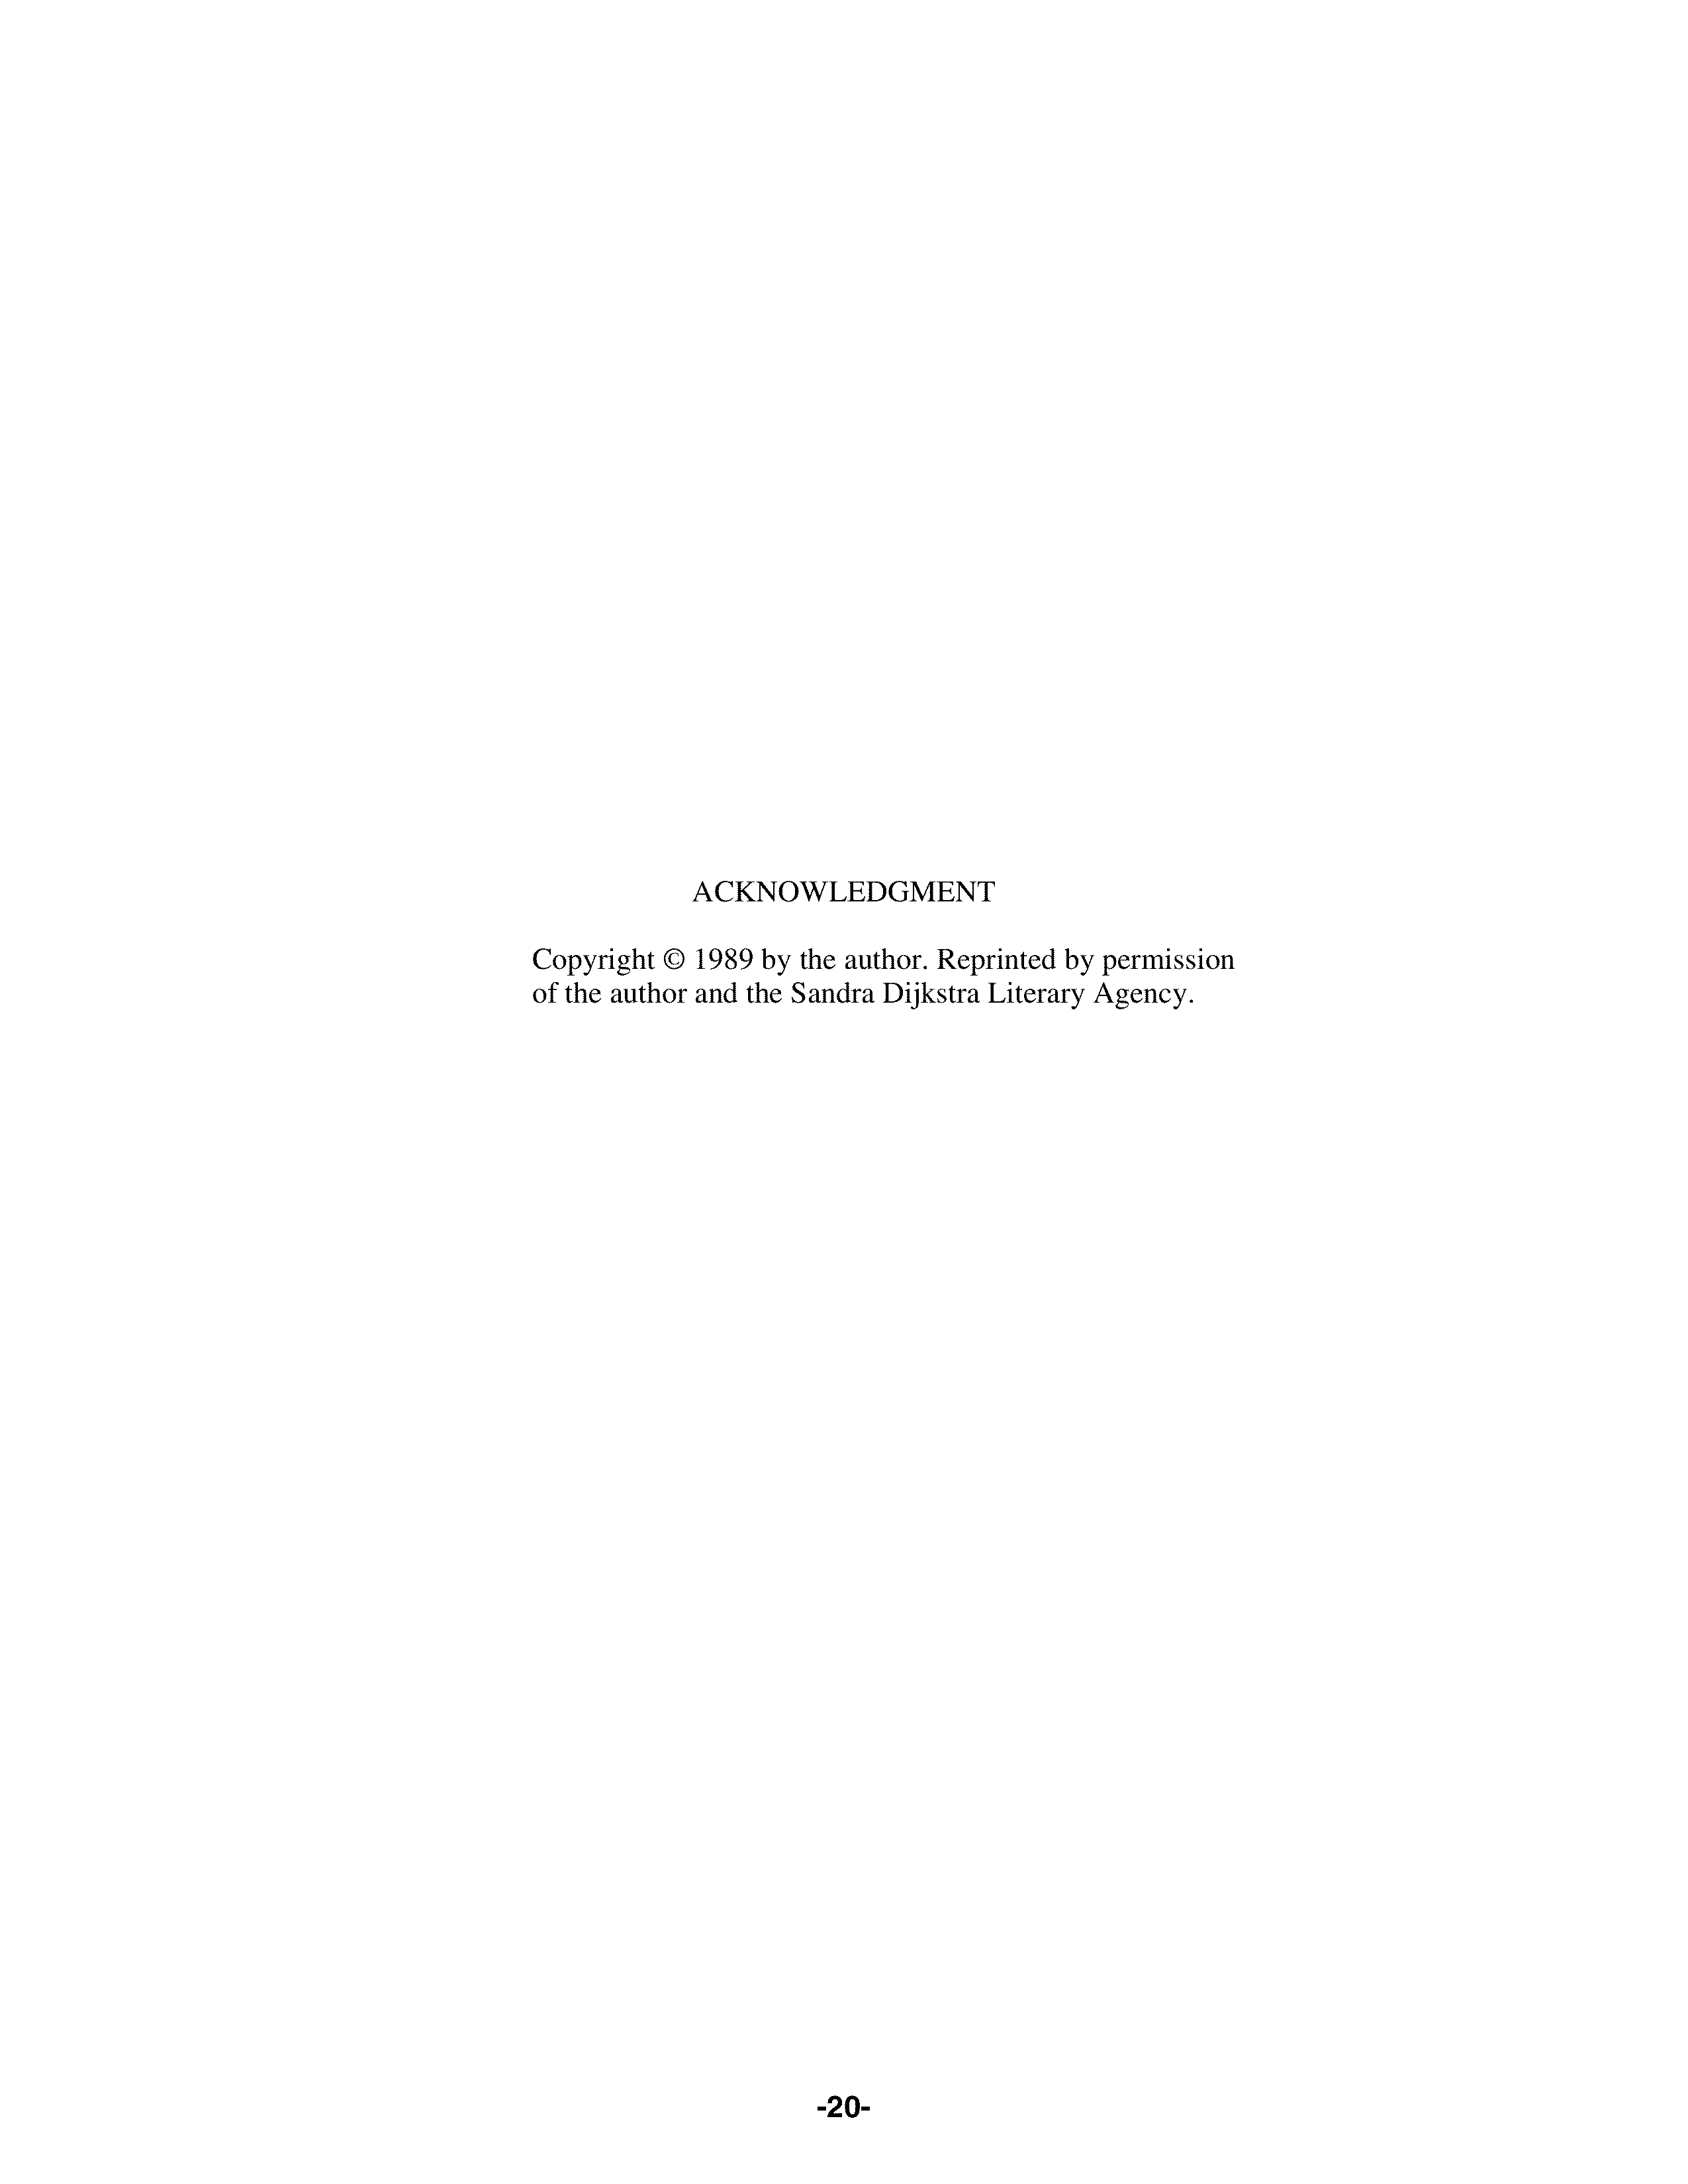 ACKNOWLEDGMENT
Copyright © 1989 by the author. Reprinted by permission
of the author and the Sandra Dijkstra Literary Agency.
-20-